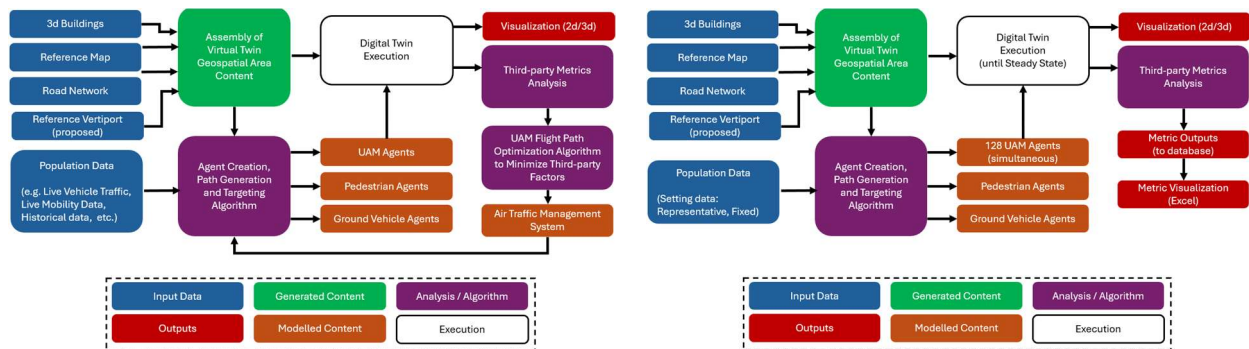 3d Buildings
Reference Map
Road Network
Reference Vertiport
(proposed)
Population Data
(e.g. Live Vehicle Traffic,
Live Mobility Data,
Historical data, etc.)
Assembly of
Virtual Twin
Geospatial Area
Content
Agent Creation,
Path Generation
and Targeting
Algorithm
Digital Twin
Execution
UAM Agents
Pedestrian Agents
Ground Vehicle
Agents
Visualization (2d/3d)
Third-party Metrics
Analysis
UAM Flight Path
Optimization Algorithm
to Minimize Third-party
Factors
Air Traffic Management
System
Input Data
Generated Content
Analysis / Algorithm
Outputs
Modelled Content
Execution
3d Buildings
Reference Map
Road Network
Reference Vertiport
(proposed)
Population Data
(Setting data:
Representative, Fixed)
Assembly of
Virtual Twin
Geospatial Area
Content
Agent Creation,
Path Generation
and Targeting
Algorithm
Digital Twin
Execution
(until Steady State)
128 UAM Agents
(simultaneous)
Pedestrian Agents
Ground Vehicle Agents
Visualization (2d/3d)
Third-party Metrics
Analysis
Metric Outputs
(to database)
Metric Visualization
(Excel)
Input Data
Generated Content
Analysis / Algorithm
Outputs
Modelled Content
Execution